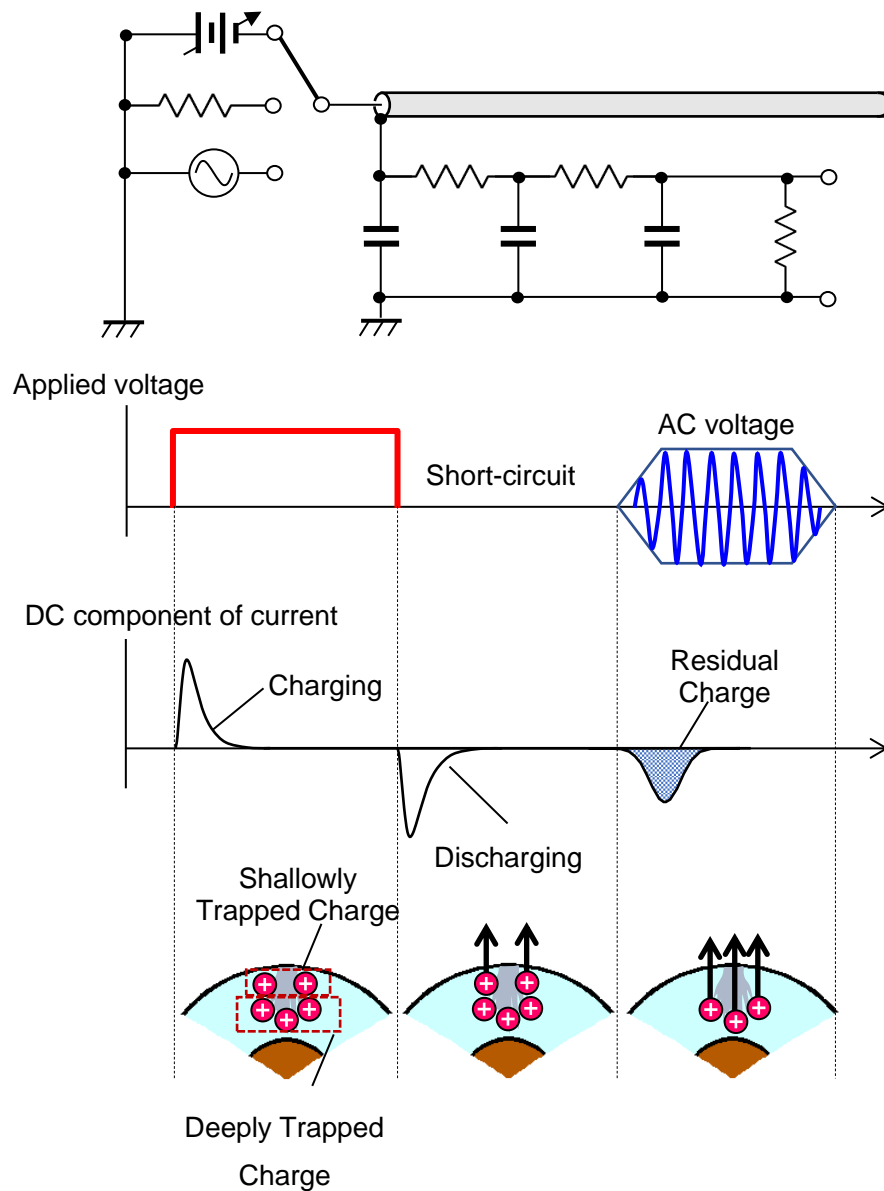 Applied voltage
AC voltage
Short-circuit
DC component of current
Residual
Charge
Charging
Discharging
Shallowly
Trapped Charge
Deeply Trapped
Charge